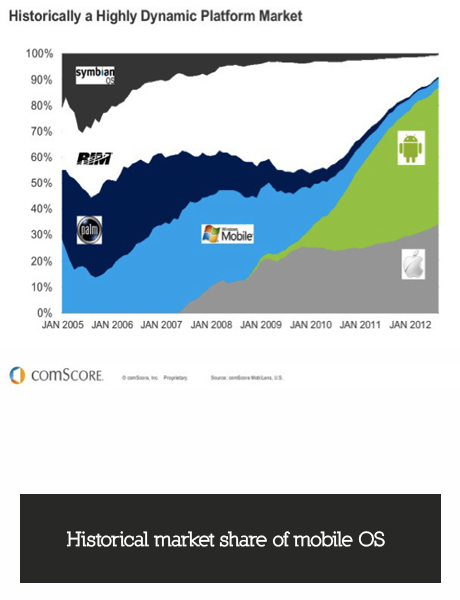 Historically a Highly Dynamic Platform Market
100%
90%
80%
70%
60%
50%
40%
30%
20%
10%
0%
symbian
OS
RIM
palm
Windows
Mobile
JAN 2005 JAN 2006 JAN 2007 JAN 2008 JAN 2009 JAN 2010 JAN 2011 JAN 2012
comScore. © comScore, Inc. Proprietary Source: comScore MobiLens, U.S.
Historical market share of mobile OS